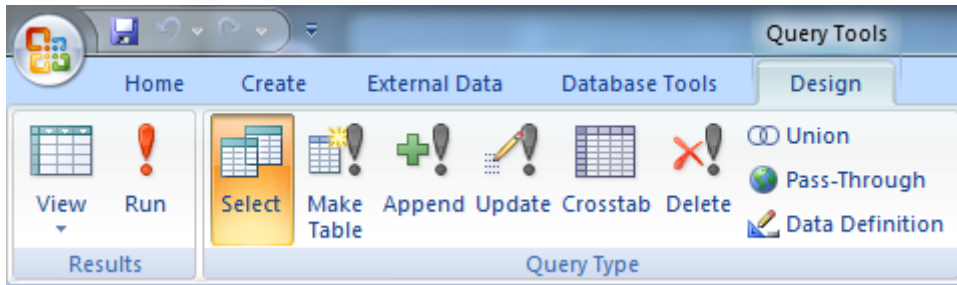 Query Tools
Home Create External Data Database Tools Design
View Run Select Make Table Append Update Crosstab Delete
Union
Pass-Through
Data Definition
Results Query Type